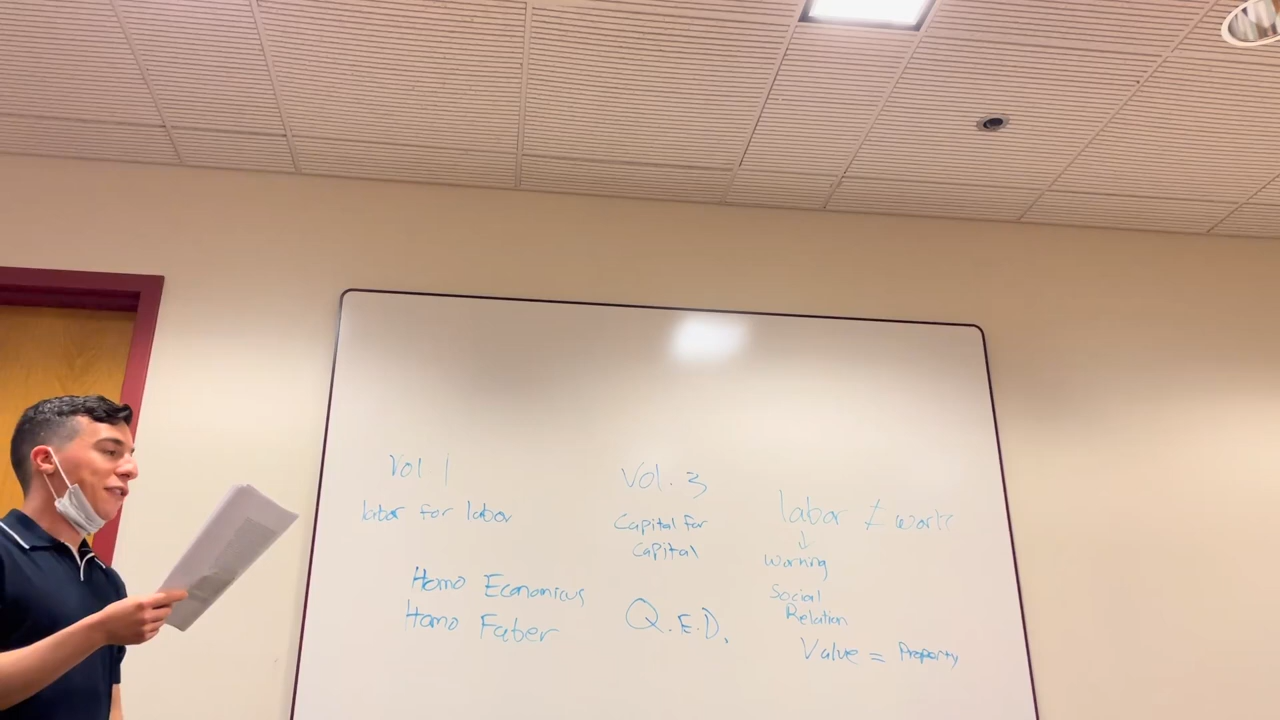 Vol 1
labor for labor
Homo Economicus
Homo Faber
Vol. 3
Capital for
Capital
Q.E.D.
labor ≠ work
↓
Worning
Social
Relation
Value = Property